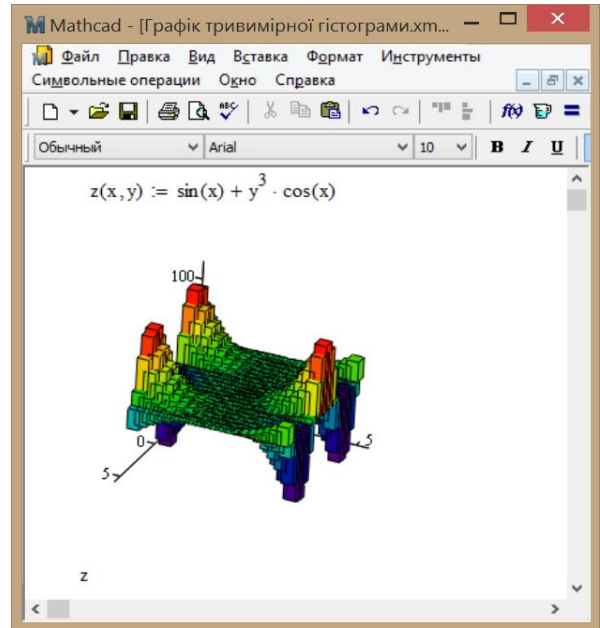 Mathcad - [Графік тривимірної гістограми.xm...
Файл Правка Вид Вставка Формат Инструменты
Символьные операции Окно Справка
Обычный Arial 10 B I U
z(x,y) := sin(x) + y³ · cos(x)
100
0
5
5
z